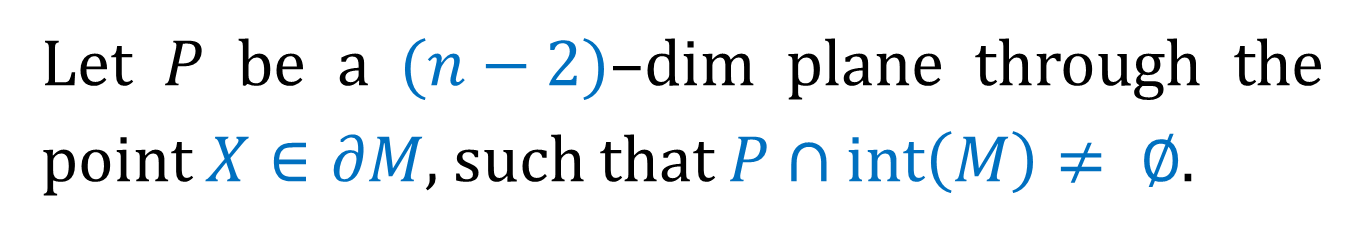 Let P be a (n − 2)–dim plane through the
point X ∈ ∂M, such that P ∩ int(M) ≠ ∅.